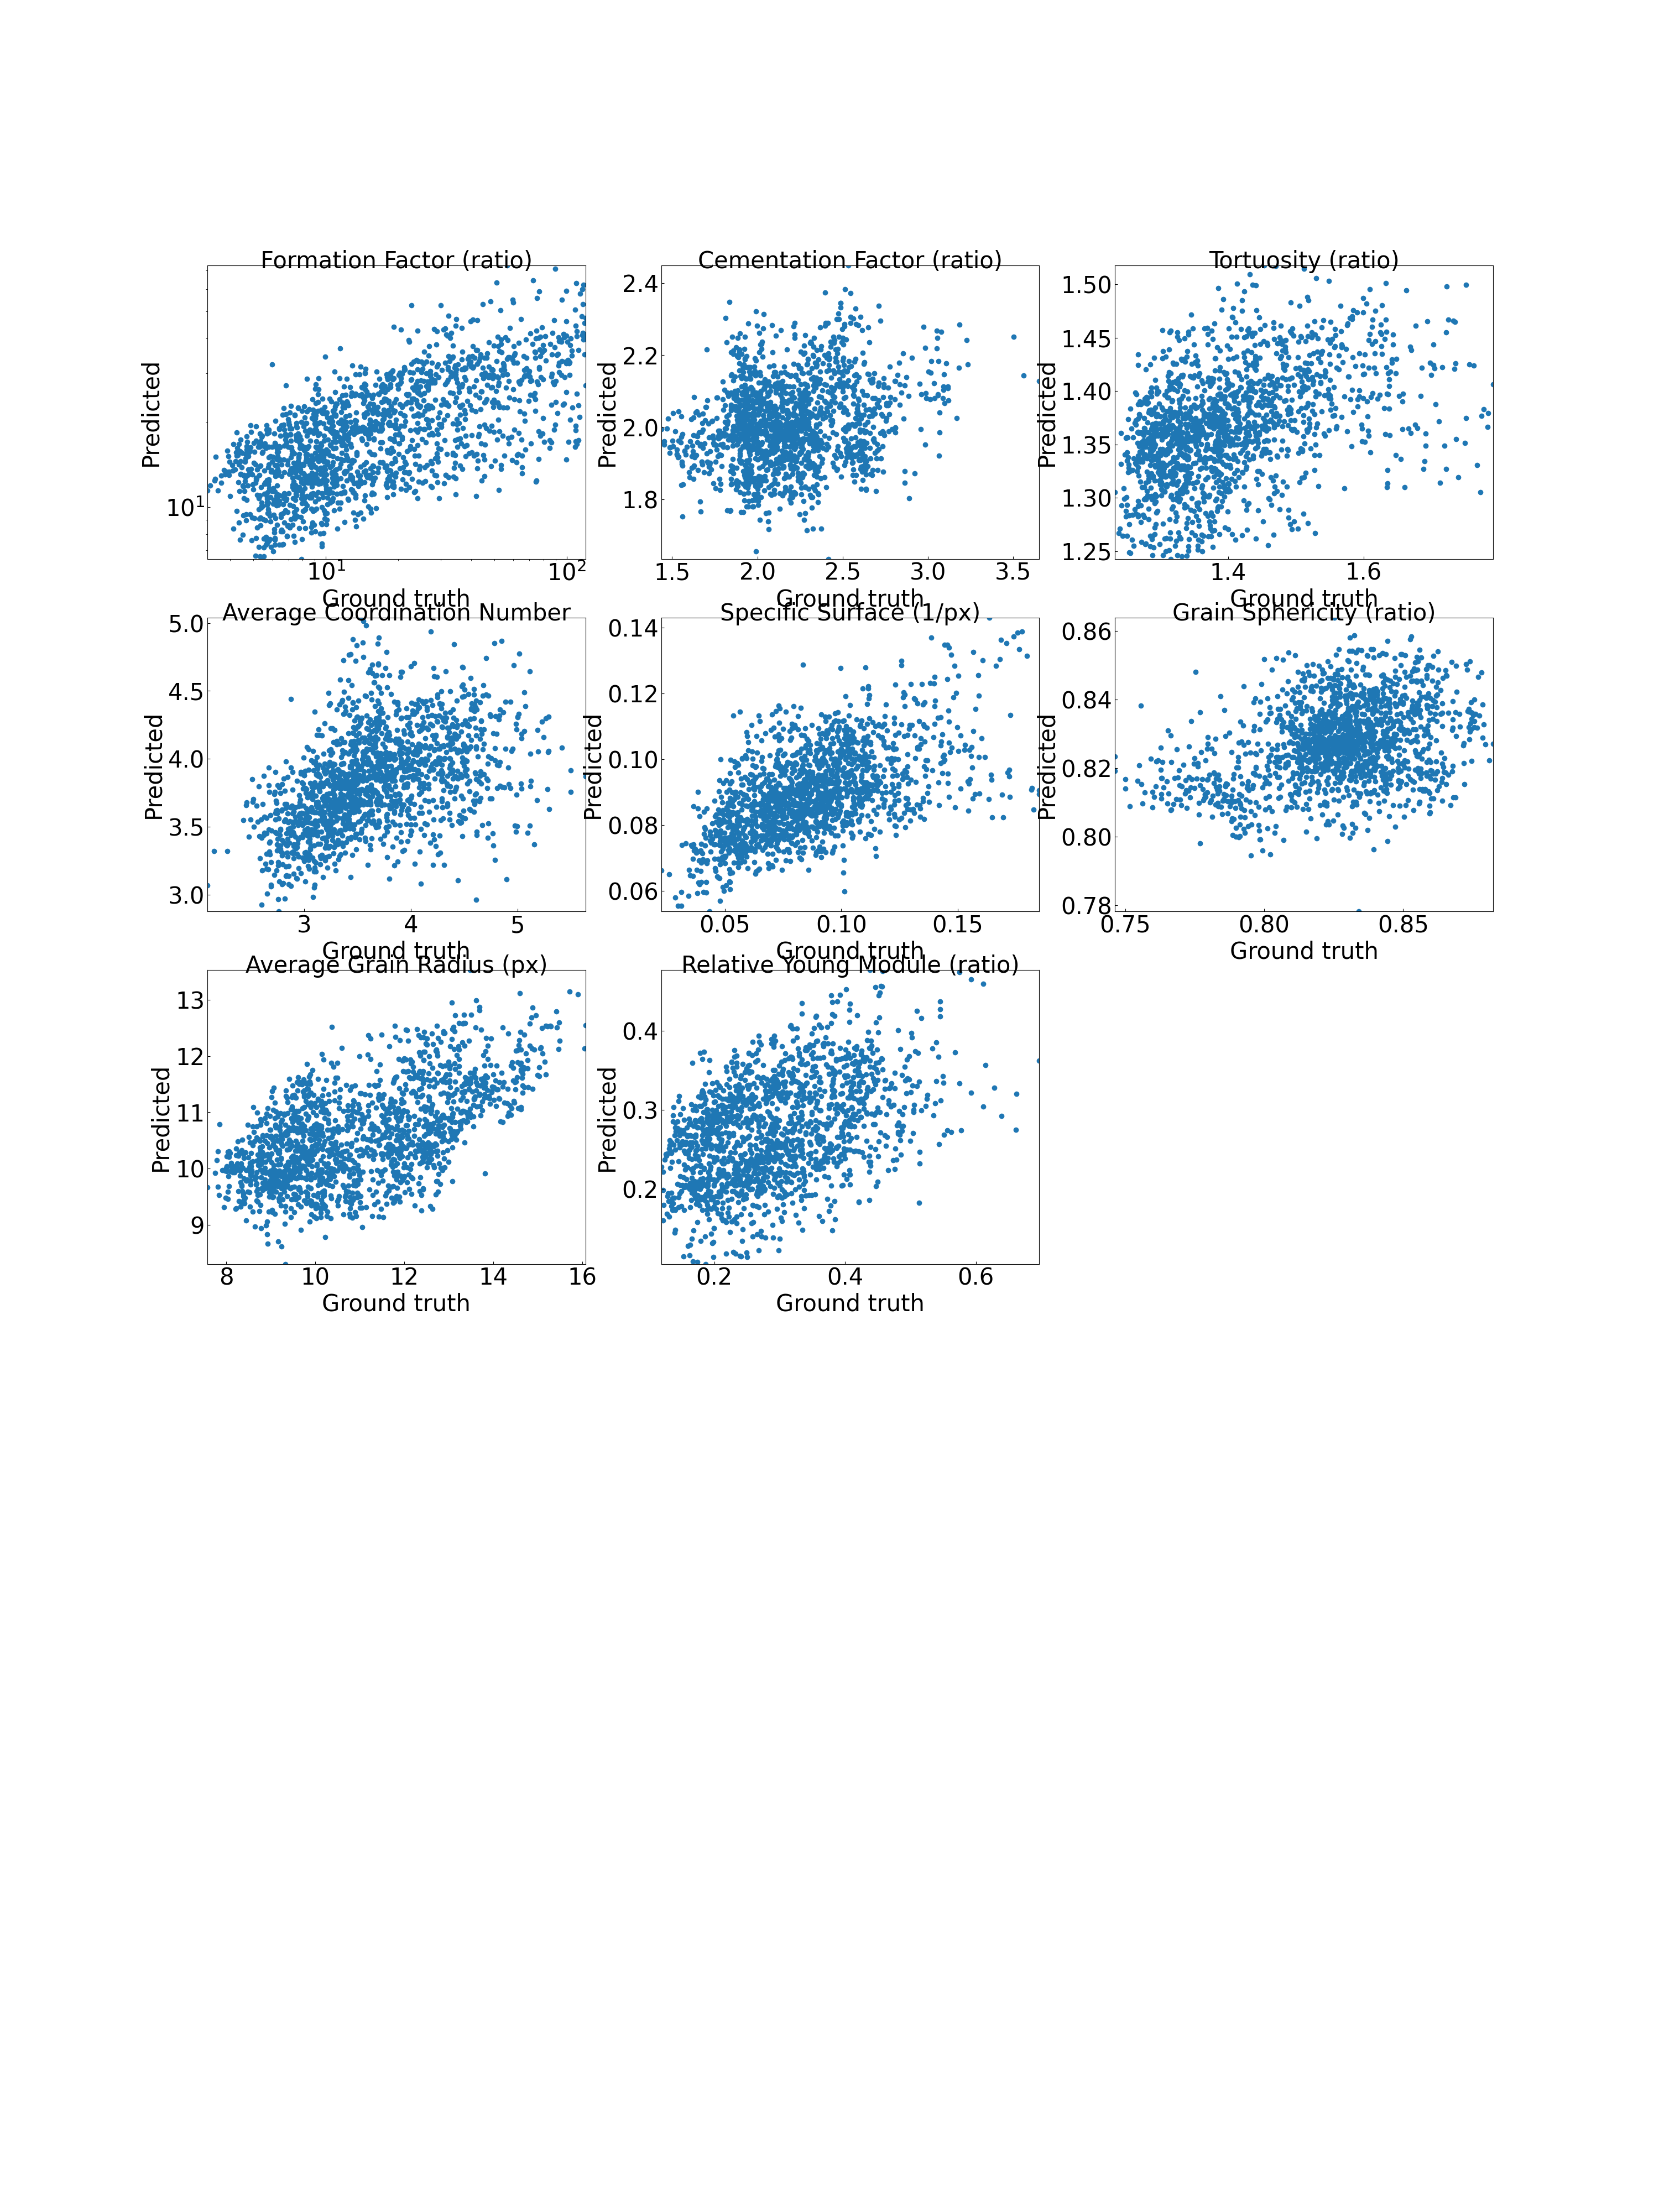 Formation Factor (ratio)
Predicted
10¹
10¹ 10²
Ground truth
Cementation Factor (ratio)
Predicted
2.4
2.2
2.0
1.8
1.5 2.0 2.5 3.0 3.5
Ground truth
Tortuosity (ratio)
Predicted
1.50
1.45
1.40
1.35
1.30
1.25
1.4 1.6
Ground truth
Average Coordination Number
Predicted
5.0
4.5
4.0
3.5
3.0
3 4 5
Ground truth
Specific Surface (1/px)
Predicted
0.14
0.12
0.10
0.08
0.06
0.05 0.10 0.15
Ground truth
Grain Sphericity (ratio)
Predicted
0.86
0.84
0.82
0.80
0.78
0.75 0.80 0.85
Ground truth
Average Grain Radius (px)
Predicted
13
12
11
10
9
8 10 12 14 16
Ground truth
Relative Young Module (ratio)
Predicted
0.4
0.3
0.2
0.2 0.4 0.6
Ground truth